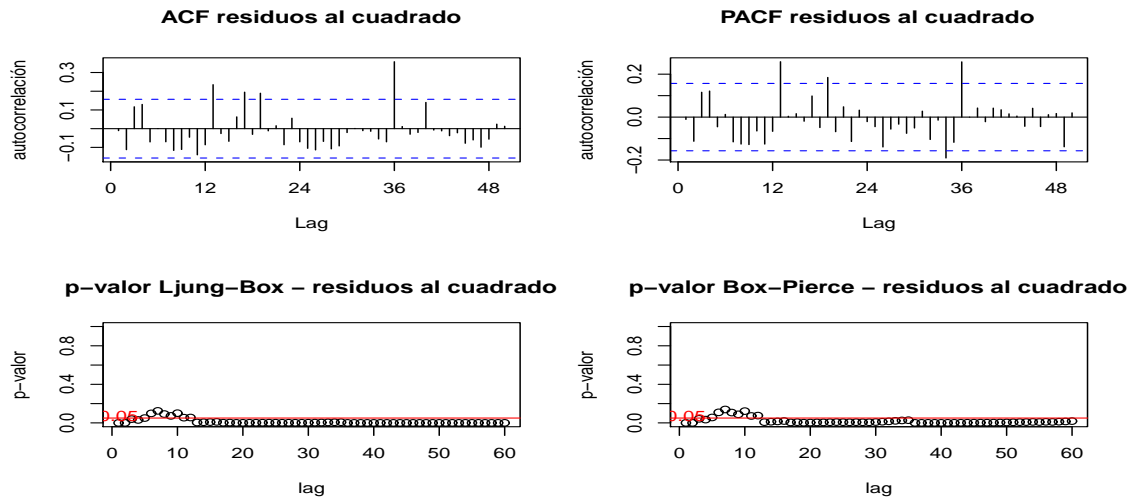 ACF residuos al cuadrado
autocorrelación
0.3
0.1
−0.1
0 12 24 36 48
Lag
PACF residuos al cuadrado
autocorrelación
0.2
0.0
−0.2
0 12 24 36 48
Lag
p−valor Ljung−Box − residuos al cuadrado
p−valor
0.8
0.4
0.0
0.05
0 10 20 30 40 50 60
lag
p−valor Box−Pierce − residuos al cuadrado
p−valor
0.8
0.4
0.0
0.05
0 10 20 30 40 50 60
lag